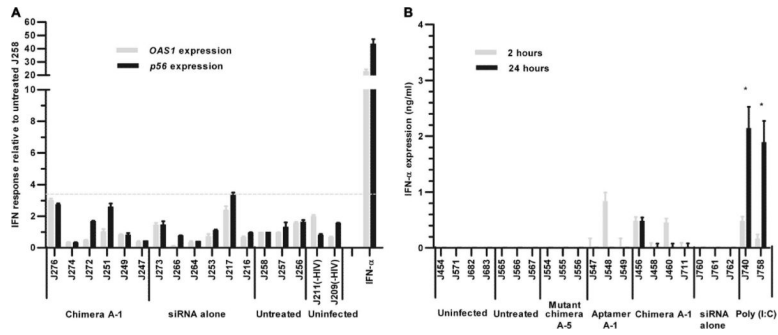 A
IFN response relative to untreated J258
60
50
40
30
20
10
10
8
6
4
2
0
OAS1 expression
p56 expression
J276
J274
J272
J251
J249
J247
J273
J266
J264
J253
J217
J216
J258
J257
J256
J211(-HIV)
J209(-HIV)
IFN-α
Chimera A-1
siRNA alone
Untreated
Uninfected
B
IFN-α expression (ng/ml)
4
3
2
1
0
2 hours
24 hours
*
*
J454
J571
J682
J683
J565
J566
J567
J554
J555
J556
J547
J548
J549
J456
J458
J460
J711
J760
J761
J762
J740
J758
Uninfected
Untreated
Mutant
chimera
A-5
Aptamer
A-1
Chimera A-1
siRNA
alone
Poly (I:C)